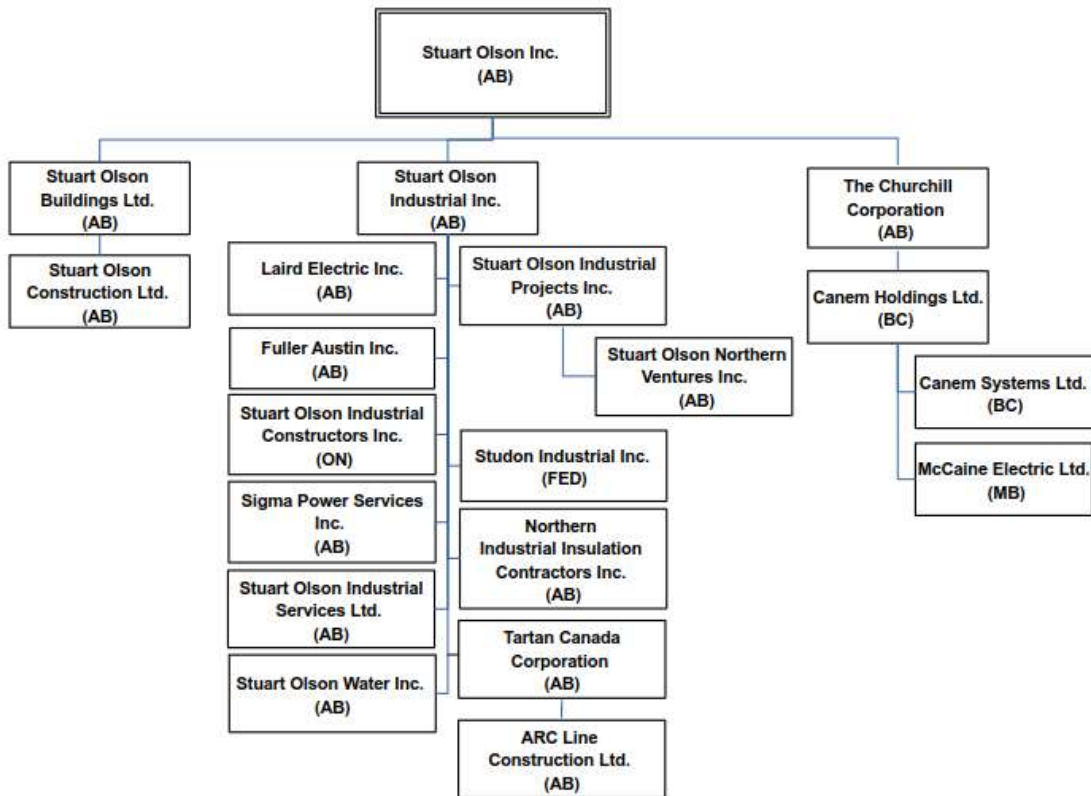 Stuart Olson Inc.
(AB)
Stuart Olson
Buildings Ltd.
(AB)
Stuart Olson
Construction Ltd.
(AB)
Stuart Olson
Industrial Inc.
(AB)
Laird Electric Inc.
(AB)
Fuller Austin Inc.
(AB)
Stuart Olson Industrial
Constructors Inc.
(ON)
Sigma Power Services
Inc.
(AB)
Stuart Olson Industrial
Services Ltd.
(AB)
Stuart Olson Water Inc.
(AB)
Stuart Olson Industrial
Projects Inc.
(AB)
Stuart Olson Northern
Ventures Inc.
(AB)
Studon Industrial Inc.
(FED)
Northern
Industrial Insulation
Contractors Inc.
(AB)
Tartan Canada
Corporation
(AB)
ARC Line
Construction Ltd.
(AB)
The Churchill
Corporation
(AB)
Canem Holdings Ltd.
(BC)
Canem Systems Ltd.
(BC)
McCaine Electric Ltd.
(MB)